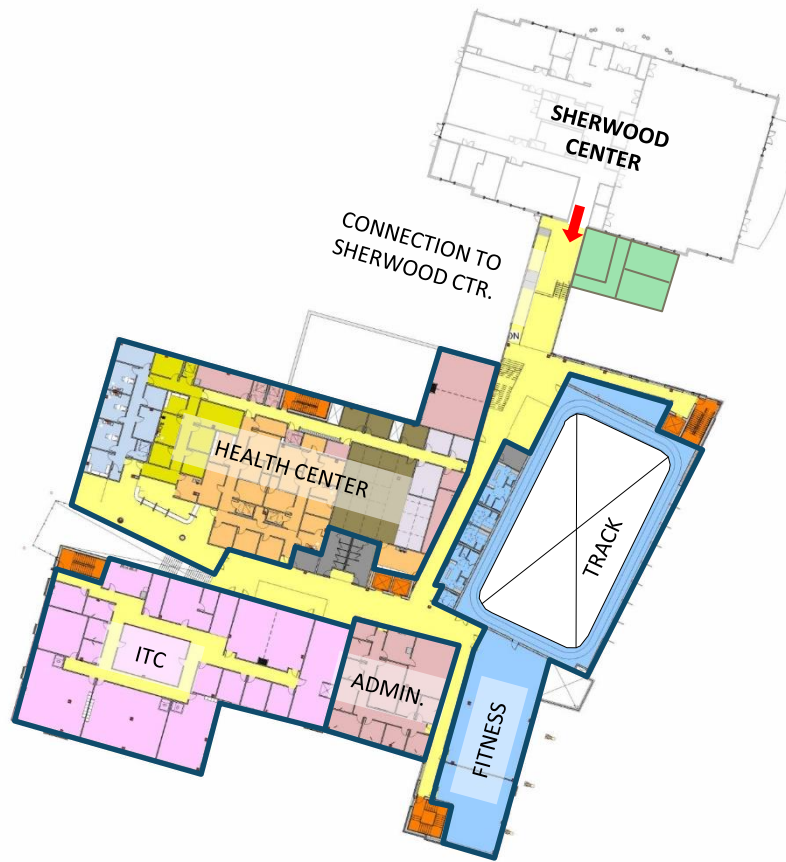 SHERWOOD
CENTER
CONNECTION TO
SHERWOOD CTR.
HEALTH CENTER
TRACK
ITC
ADMIN.
FITNESS